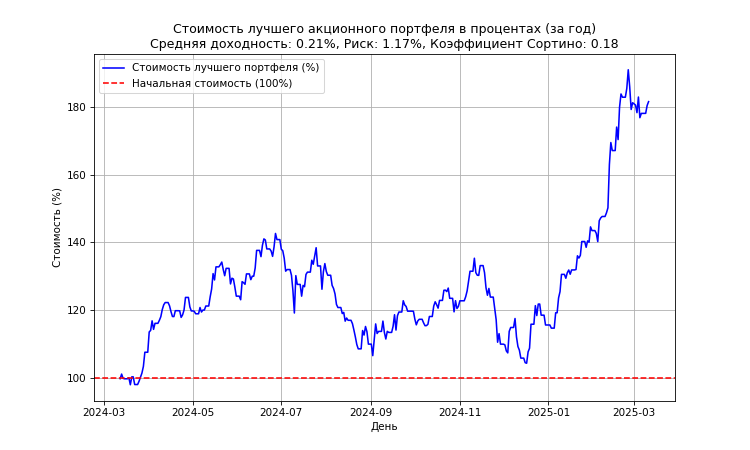 Стоимость лучшего акционного портфеля в процентах (за год)
Средняя доходность: 0.21%, Риск: 1.17%, Коэффициент Сортино: 0.18
Стоимость лучшего портфеля (%)
Начальная стоимость (100%)
Стоимость (%)
180
160
140
120
100
2024-03
2024-05
2024-07
2024-09
2024-11
2025-01
2025-03
День